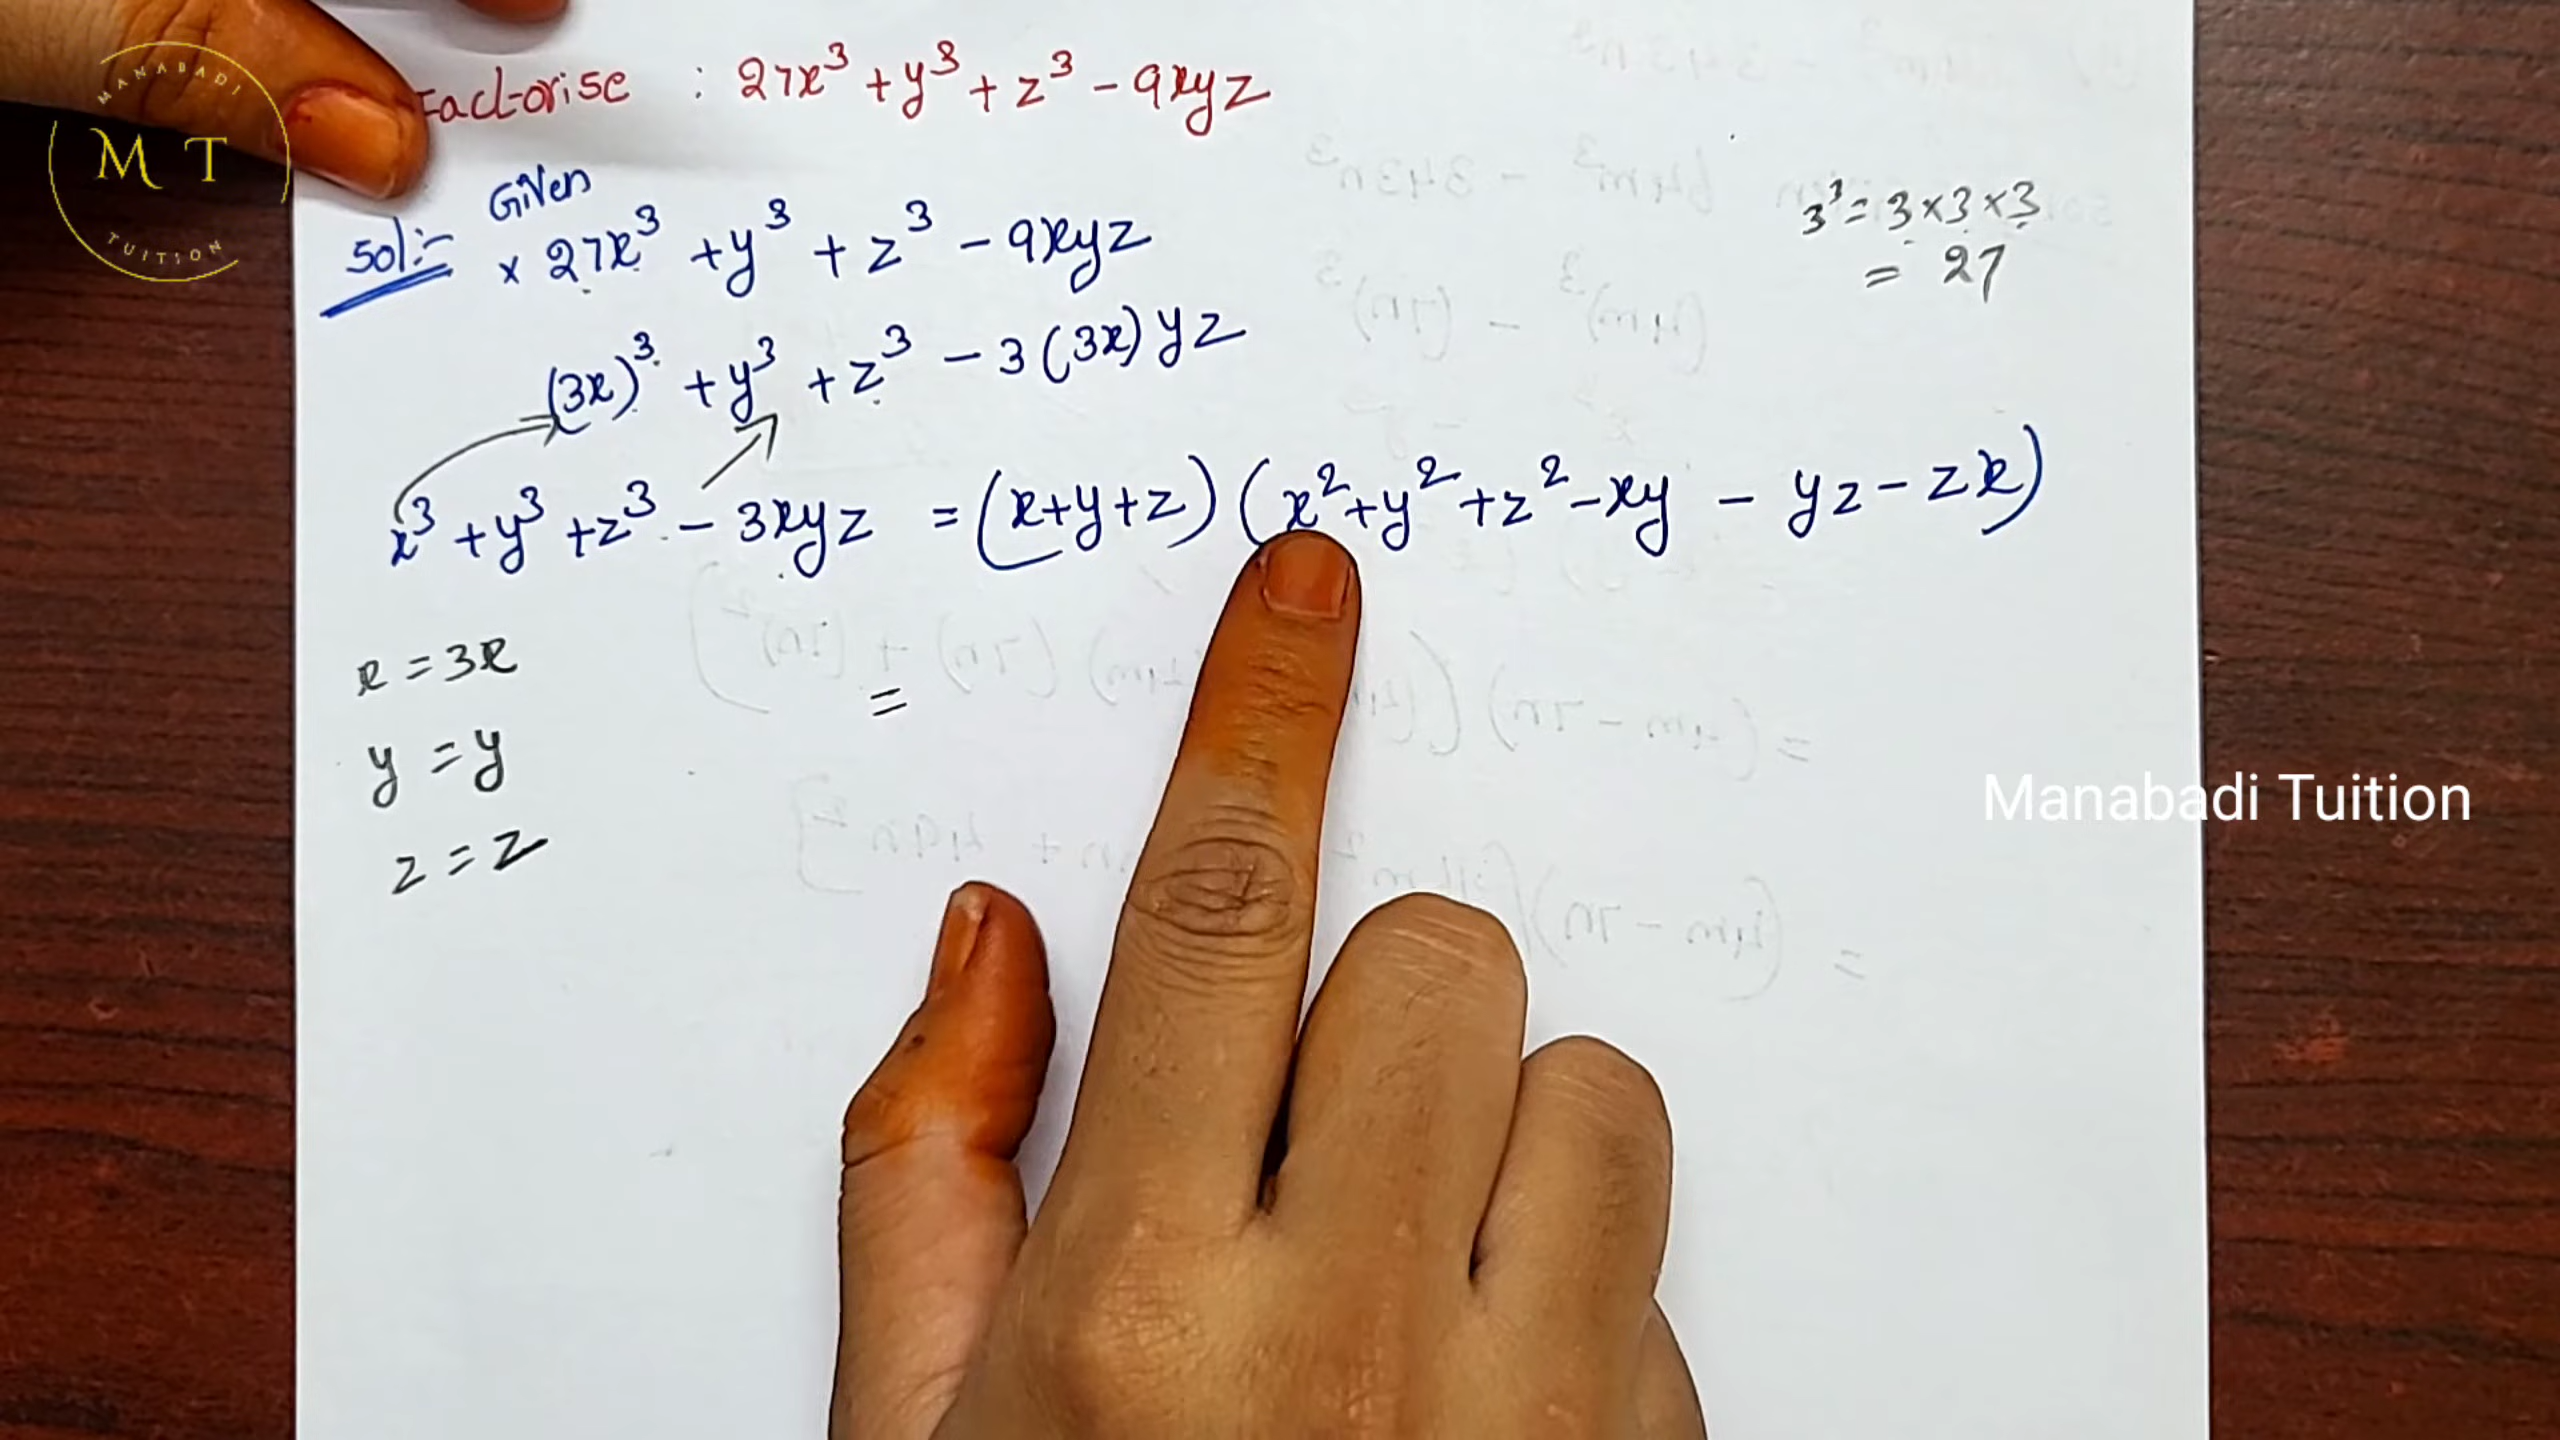 MANABADI
M T
TUITION
Factorise : 27x³ + y³ + z³ - 9xyz
Given
Sol:- × 27x³ + y³ + z³ - 9xyz
(3x)³ + y³ + z³ - 3(3x)yz
x³ + y³ + z³ - 3xyz = (x+y+z) (x² + y² + z² - xy - yz - zx)
x = 3x
y = y
z = z
=
3³ = 3×3×3
= 27
Manabadi Tuition